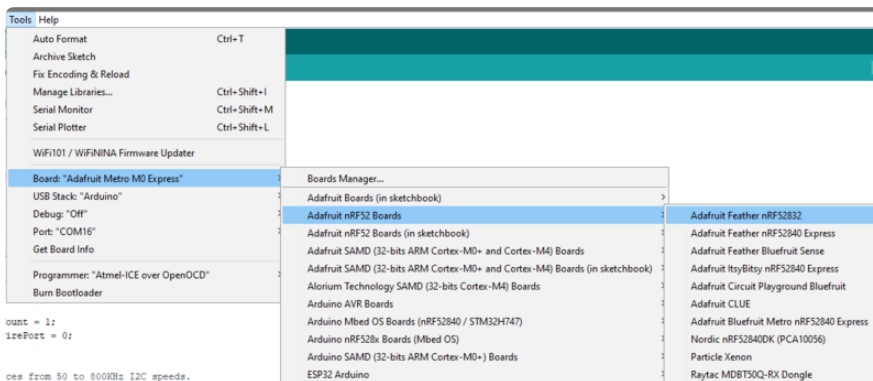 Tools Help
Auto Format Ctrl+T
Archive Sketch
Fix Encoding & Reload
Manage Libraries... Ctrl+Shift+I
Serial Monitor Ctrl+Shift+M
Serial Plotter Ctrl+Shift+L
WiFi101 / WiFiNINA Firmware Updater
Board: "Adafruit Metro M0 Express"
USB Stack: "Arduino"
Debug: "Off"
Port: "COM16"
Get Board Info
Programmer: "Atmel-ICE over OpenOCD"
Burn Bootloader
Boards Manager...
Adafruit Boards (in sketchbook)
Adafruit nRF52 Boards
Adafruit nRF52 Boards (in sketchbook)
Adafruit SAMD (32-bits ARM Cortex-M0+ and Cortex-M4) Boards
Adafruit SAMD (32-bits ARM Cortex-M0+ and Cortex-M4) Boards (in sketchbook)
Alorium Technology SAMD (32-bits Cortex-M4) Boards
Arduino AVR Boards
Arduino Mbed OS Boards (nRF52840 / STM32H747)
Arduino nRF528x Boards (Mbed OS)
Arduino SAMD (32-bits ARM Cortex-M0+) Boards
ESP32 Arduino
Adafruit Feather nRF52832
Adafruit Feather nRF52840 Express
Adafruit Feather Bluefruit Sense
Adafruit ItsyBitsy nRF52840 Express
Adafruit Circuit Playground Bluefruit
Adafruit CLUE
Adafruit Bluefruit Metro nRF52840 Express
Nordic nRF52840DK (PCA10056)
Particle Xenon
Raytac MDBT50Q-RX Dongle
ount = 1;
irePort = 0;
ces from 50 to 800KHz I2C speeds.